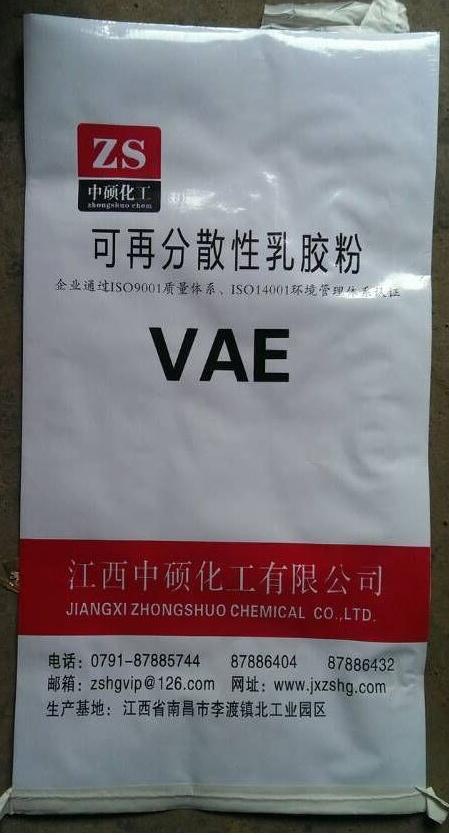 ZS
中硕化工
zhongshuo chem
可再分散性乳胶粉
企业通过ISO9001质量体系、ISO14001环境管理体系认证
VAE
江西中硕化工有限公司
JIANGXI ZHONGSHUO CHEMICAL CO.,LTD.
电话：0791-87885744 87886404 87886432
邮箱：zshgvip@126.com 网址：www.jxzshg.com
生产基地：江西省南昌市李渡镇北工业园区